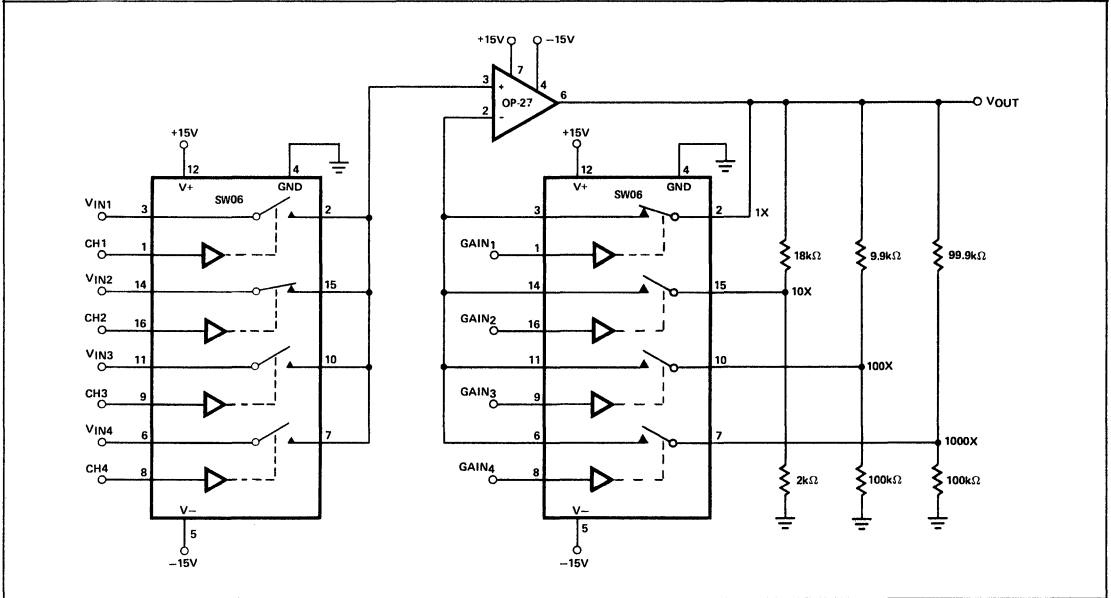 +15V
-15V
7
3
+
4
OP-27
6
2
-
VOUT
+15V
12
4
V+
GND
SW06
VIN1
3
2
CH1
1
VIN2
14
15
CH2
16
VIN3
11
10
CH3
9
VIN4
6
7
CH4
8
V–
5
–15V
+15V
12
4
V+
GND
SW06
3
2
1X
GAIN1
1
14
15
10X
GAIN2
16
11
10
100X
GAIN3
9
6
7
1000X
GAIN4
8
V–
5
–15V
18kΩ
9.9kΩ
99.9kΩ
2kΩ
100kΩ
100kΩ